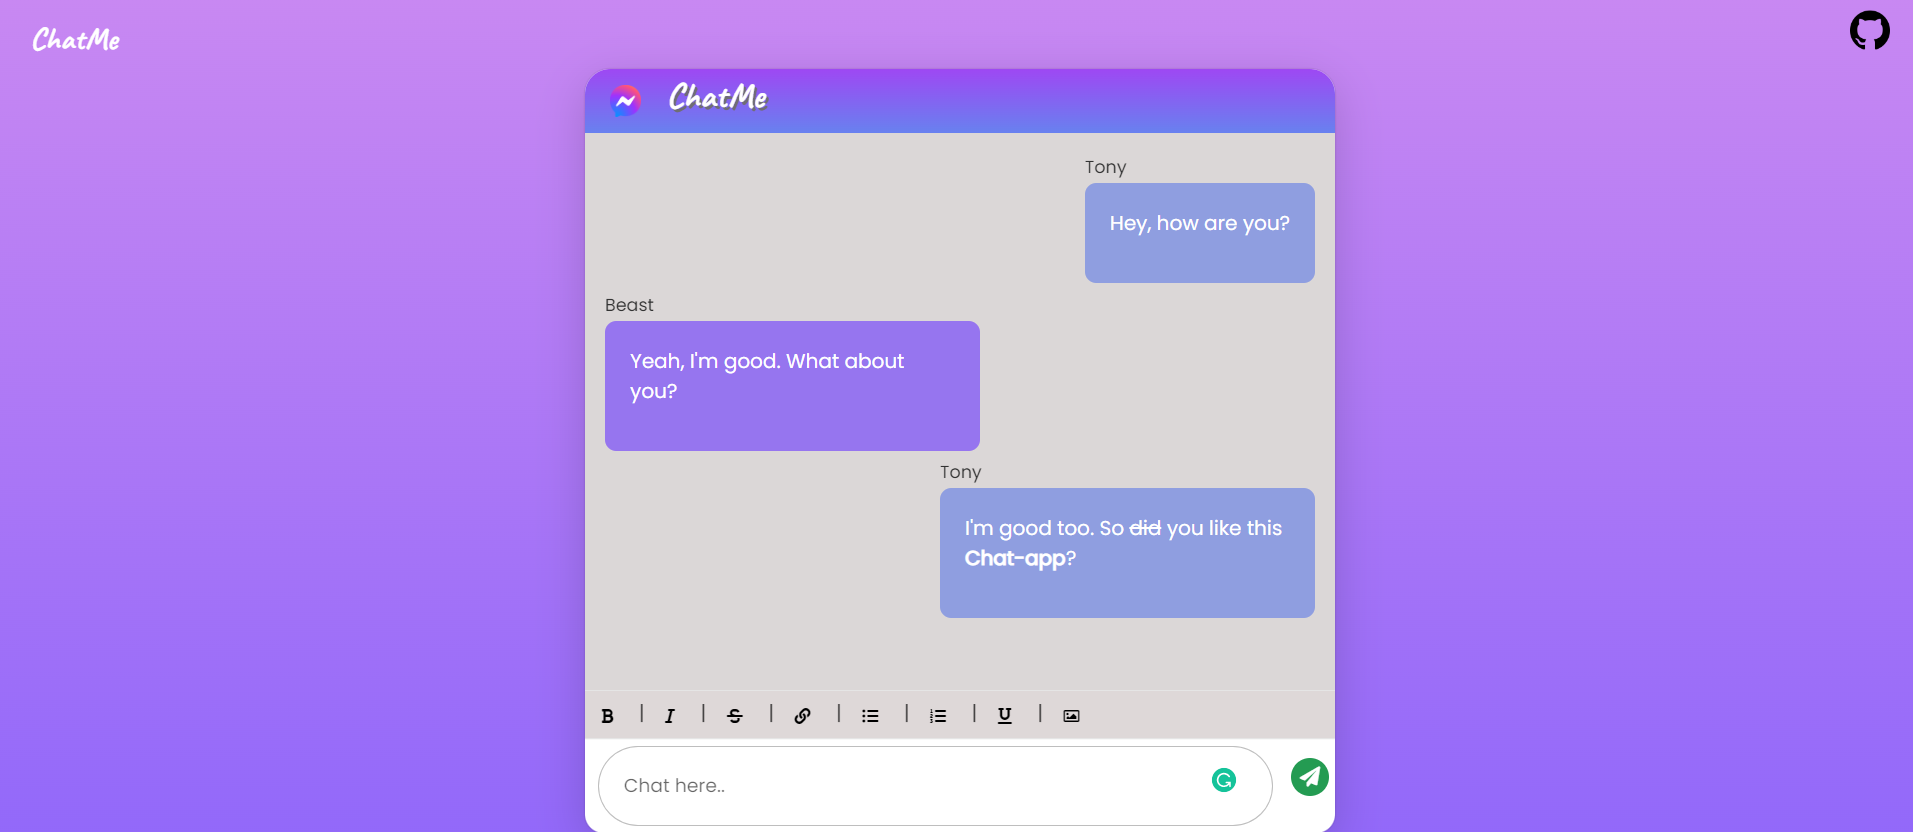 ChatMe
ChatMe
Tony
Hey, how are you?
Beast
Yeah, I'm good. What about
you?
Tony
I'm good too. So did you like this
Chat-app?
B | I | S | | | | U |
Chat here..